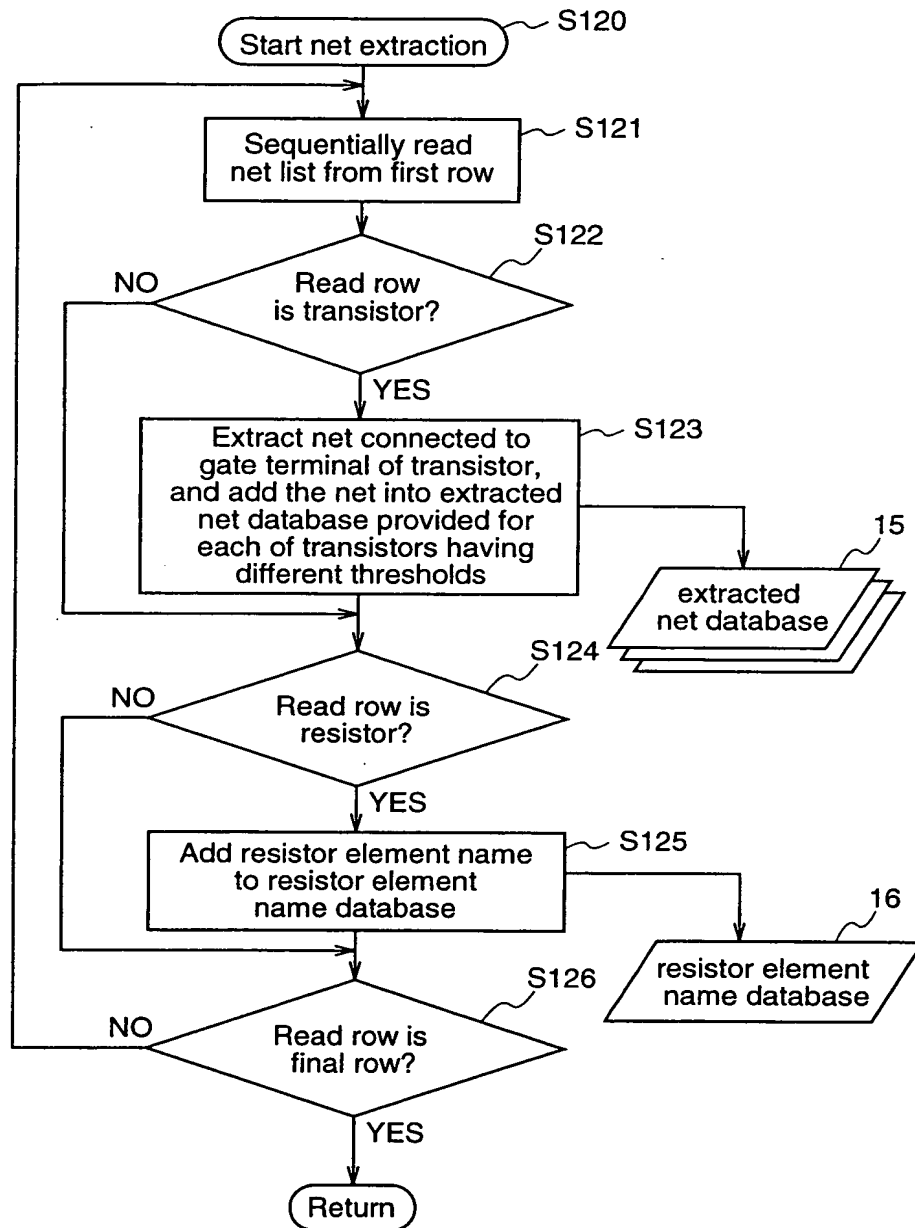 Start net extraction
S120
Sequentially read
net list from first row
S121
Read row
is transistor?
S122
NO
YES
Extract net connected to
gate terminal of transistor,
and add the net into extracted
net database provided for
each of transistors having
different thresholds
S123
15
extracted
net database
Read row is
resistor?
S124
NO
YES
Add resistor element name
to resistor element
name database
S125
16
resistor element
name database
Read row is
final row?
S126
NO
YES
Return